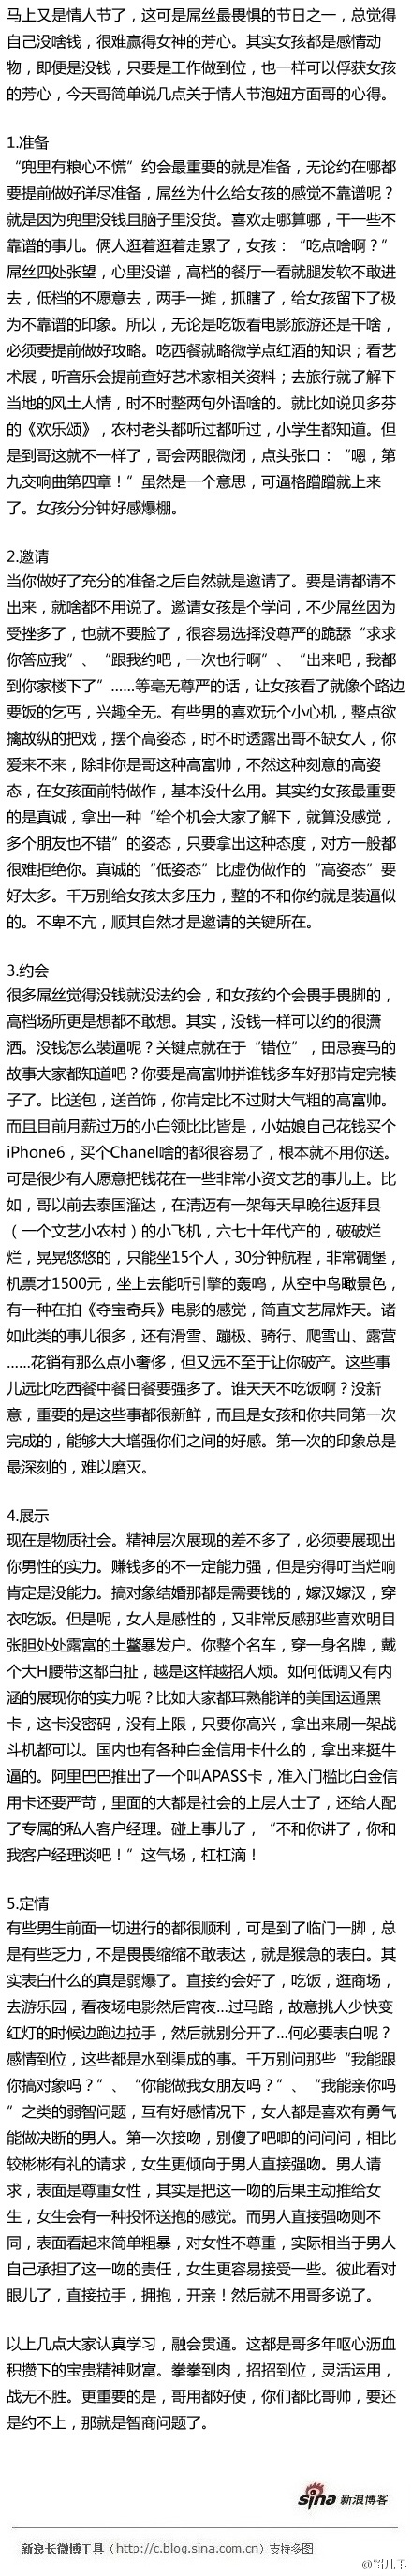 马上又是情人节了，这可是屌丝最畏惧的节日之一，总觉得
自己没啥钱，很难赢得女神的芳心。其实女孩都是感情动
物，即便是没钱，只要是工作做到位，也一样可以俘获女孩
的芳心，今天哥简单说几点关于情人节泡妞方面哥的心得。
1.准备
“兜里有粮心不慌”约会最重要的就是准备，无论约在哪都
要提前做好详尽准备，屌丝为什么给女孩的感觉不靠谱呢？
就是因为兜里没钱且脑子里没货。喜欢走哪算哪，干一些不
靠谱的事儿。俩人逛着逛着走累了，女孩：“吃点啥啊？”
屌丝四处张望，心里没谱，高档的餐厅一看就腿发软不敢进
去，低档的不愿意去，两手一摊，抓瞎了，给女孩留下了极
为不靠谱的印象。所以，无论是吃饭看电影旅游还是干啥，
必须要提前做好攻略。吃西餐就略微学点红酒的知识；看艺
术展，听音乐会提前查好艺术家相关资料；去旅行就了解下
当地的风土人情，时不时整两句外语啥的。就比如说贝多芬
的《欢乐颂》，农村老头都听过都听过，小学生都知道。但
是到哥这就不一样了，哥会两眼微闭，点头张口：“嗯，第
九交响曲第四章！”虽然是一个意思，可逼格蹭蹭就上来
了。女孩分分钟好感爆棚。
2.邀请
当你做好了充分的准备之后自然就是邀请了。要是请都请不
出来，就啥都不用说了。邀请女孩是个学问，不少屌丝因为
受挫多了，也就不要脸了，很容易选择没尊严的跪舔“求求
你答应我”、“跟我约吧，一次也行啊”、“出来吧，我都
到你家楼下了”……等毫无尊严的话，让女孩看了就像个路边
要饭的乞丐，兴趣全无。有些男的喜欢玩个小心机，整点欲
擒故纵的把戏，摆个高姿态，时不时透露出哥不缺女人，你
爱来不来，除非你是哥这种高富帅，不然这种刻意的高姿
态，在女孩面前特做作，基本没什么用。其实约女孩最重要
的是真诚，拿出一种“给个机会大家了解下，就算没感觉，
多个朋友也不错”的姿态，只要拿出这种态度，对方一般都
很难拒绝你。真诚的“低姿态”比虚伪做作的“高姿态”要
好太多。千万别给女孩太多压力，整的不和你约就是装逼似
的。不卑不亢，顺其自然才是邀请的关键所在。
3.约会
很多屌丝觉得没钱就没法约会，和女孩约个会畏手畏脚的，
高档场所更是想都不敢想。其实，没钱一样可以约的很潇
洒。没钱怎么装逼呢？关键点就在于“错位”，田忌赛马的
故事大家都知道吧？你要是高富帅拼谁钱多车好那肯定完犊
子了。比送包，送首饰，你肯定比不过财大气粗的高富帅。
而且目前月薪过万的小白领比比皆是，小姑娘自己花钱买个
iPhone6，买个Chanel啥的都很容易了，根本就不用你送。
可是很少有人愿意把钱花在一些非常小资文艺的事儿上。比
如，哥以前去泰国溜达，在清迈有一架每天早晚往返拜县
（一个文艺小农村）的小飞机，六七十年代产的，破破烂
烂，晃晃悠悠的，只能坐15个人，30分钟航程，非常碉堡，
机票才1500元，坐上去能听引擎的轰鸣，从空中鸟瞰景色，
有一种在拍《夺宝奇兵》电影的感觉，简直文艺屌炸天。诸
如此类的事儿很多，还有滑雪、蹦极、骑行、爬雪山、露营
……花销有那么点小奢侈，但又远不至于让你破产。这些事
儿远比吃西餐中餐日餐要强多了。谁天天不吃饭啊？没新
意，重要的是这些事都很新鲜，而且是女孩和你共同第一次
完成的，能够大大增强你们之间的好感。第一次的印象总是
最深刻的，难以磨灭。
4.展示
现在是物质社会。精神层次展现的差不多了，必须要展现出
你男性的实力。赚钱多的不一定能力强，但是穷得叮当烂响
肯定是没能力。搞对象结婚那都是需要钱的，嫁汉嫁汉，穿
衣吃饭。但是呢，女人是感性的，又非常反感那些喜欢明目
张胆处处露富的土鳖暴发户。你整个名车，穿一身名牌，戴
个大H腰带这都白扯，越是这样越招人烦。如何低调又有内
涵的展现你的实力呢？比如大家都耳熟能详的美国运通黑
卡，这卡没密码，没有上限，只要你高兴，拿出来刷一架战
斗机都可以。国内也有各种白金信用卡什么的，拿出来挺牛
逼的。阿里巴巴推出了一个叫APASS卡，准入门槛比白金信
用卡还要严苛，里面的大都是社会的上层人士了，还给人配
了专属的私人客户经理。碰上事儿了，“不和你讲了，你和
我客户经理谈吧！”这气场，杠杠滴！
5.定情
有些男生前面一切进行的都很顺利，可是到了临门一脚，总
是有些乏力，不是畏畏缩缩不敢表达，就是猴急的表白。其
实表白什么的真是弱爆了。直接约会好了，吃饭，逛商场，
去游乐园，看夜场电影然后宵夜…过马路，故意挑人少快变
红灯的时候边跑边拉手，然后就别分开了…何必要表白呢？
感情到位，这些都是水到渠成的事。千万别问那些“我能跟
你搞对象吗？”、“你能做我女朋友吗？”、“我能亲你吗
”之类的弱智问题，互有好感情况下，女人都是喜欢有勇气
能做决断的男人。第一次接吻，别傻了吧唧的问问问，相比
较彬彬有礼的请求，女生更倾向于男人直接强吻。男人请
求，表面是尊重女性，其实是把这一吻的后果主动推给女
生，女生会有一种投怀送抱的感觉。而男人直接强吻则不
同，表面看起来简单粗暴，对女性不尊重，实际相当于男人
自己承担了这一吻的责任，女生更容易接受一些。彼此看对
眼儿了，直接拉手，拥抱，开亲！然后就不用哥多说了。
以上几点大家认真学习，融会贯通。这都是哥多年呕心沥血
积攒下的宝贵精神财富。拳拳到肉，招招到位，灵活运用，
战无不胜。更重要的是，哥用都好使，你们都比哥帅，要还
是约不上，那就是智商问题了。
sina 新浪博客
新浪长微博工具（http://c.blog.sina.com.cn）支持多图